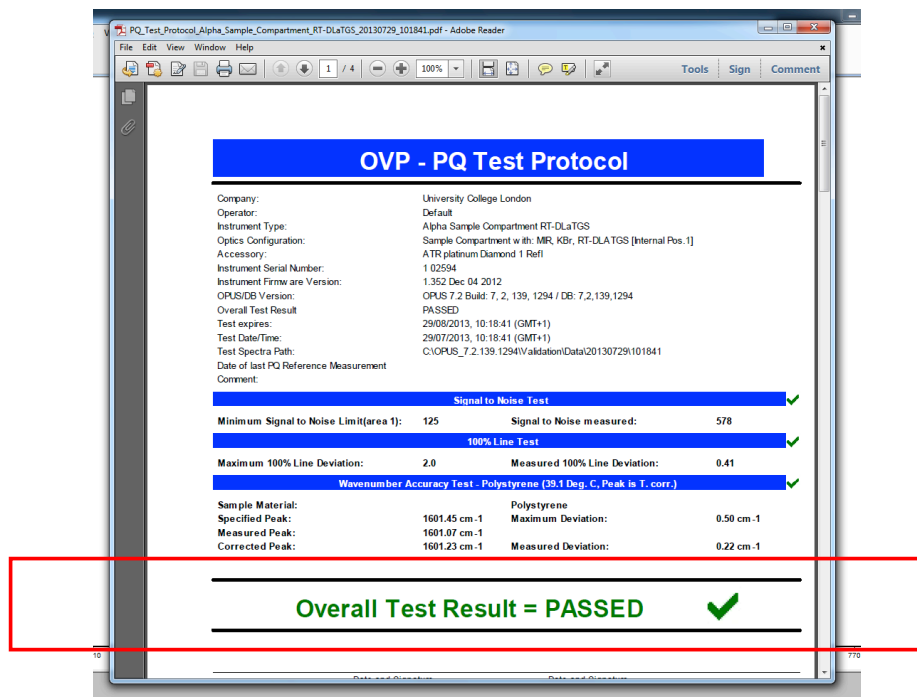 PQ_Test_Protocol_Alpha_Sample_Compartment_RT-DLaTGS_20130729_101841.pdf - Adobe Reader
File Edit View Window Help
1 / 4 100% Tools Sign Comment
OVP - PQ Test Protocol
Company: University College London
Operator: Default
Instrument Type: Alpha Sample Compartment RT-DLaTGS
Optics Configuration: Sample Compartment with: MIR, KBr, RT-DLATGS [Internal Pos.1]
Accessory: ATR platinum Diamond 1 Refl
Instrument Serial Number: 1 02594
Instrument Firmware Version: 1.352 Dec 04 2012
OPUS/DB Version: OPUS 7.2 Build: 7, 2, 139, 1294 / DB: 7,2,139,1294
Overall Test Result PASSED
Test expires: 29/08/2013, 10:18:41 (GMT+1)
Test Date/Time: 29/07/2013, 10:18:41 (GMT+1)
Test Spectra Path: C:\OPUS_7.2.139.1294\Validation\Data\20130729\101841
Date of last PQ Reference Measurement
Comment:
Signal to Noise Test
Minimum Signal to Noise Limit(area 1): 125 Signal to Noise measured: 578
100% Line Test
Maximum 100% Line Deviation: 2.0 Measured 100% Line Deviation: 0.41
Wavenumber Accuracy Test - Polystyrene (39.1 Deg. C, Peak is T. corr.)
Sample Material: Polystyrene
Specified Peak: 1601.45 cm-1 Maximum Deviation: 0.50 cm-1
Measured Peak: 1601.07 cm-1
Corrected Peak: 1601.23 cm-1 Measured Deviation: 0.22 cm-1
Overall Test Result = PASSED
10 770
Date and Signature Date and Signature